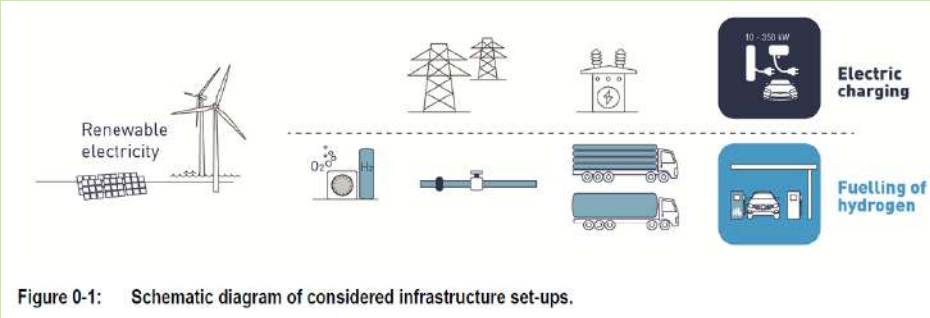 10 - 350 kW
Electric
charging
Renewable
electricity
O₂
H₂
Fuelling of
hydrogen
Figure 0-1: Schematic diagram of considered infrastructure set-ups.